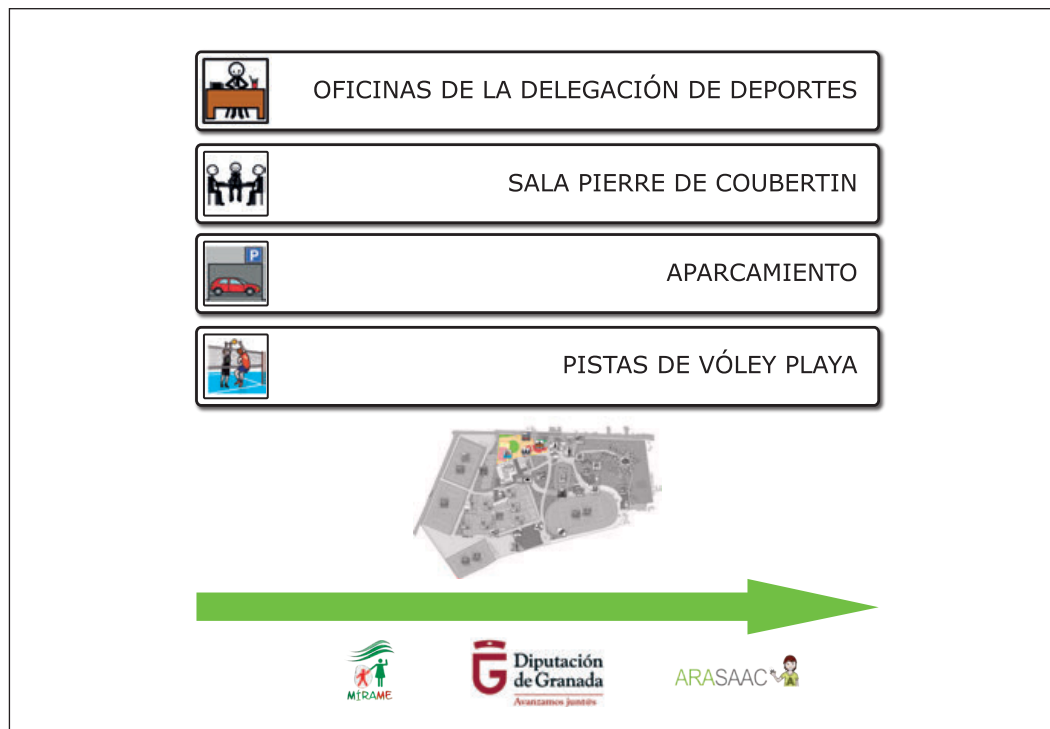 OFICINAS DE LA DELEGACIÓN DE DEPORTES
SALA PIERRE DE COUBERTIN
P
APARCAMIENTO
PISTAS DE VÓLEY PLAYA
MÍRAME
Diputación
de Granada
Avanzamos juntos
ARASAAC